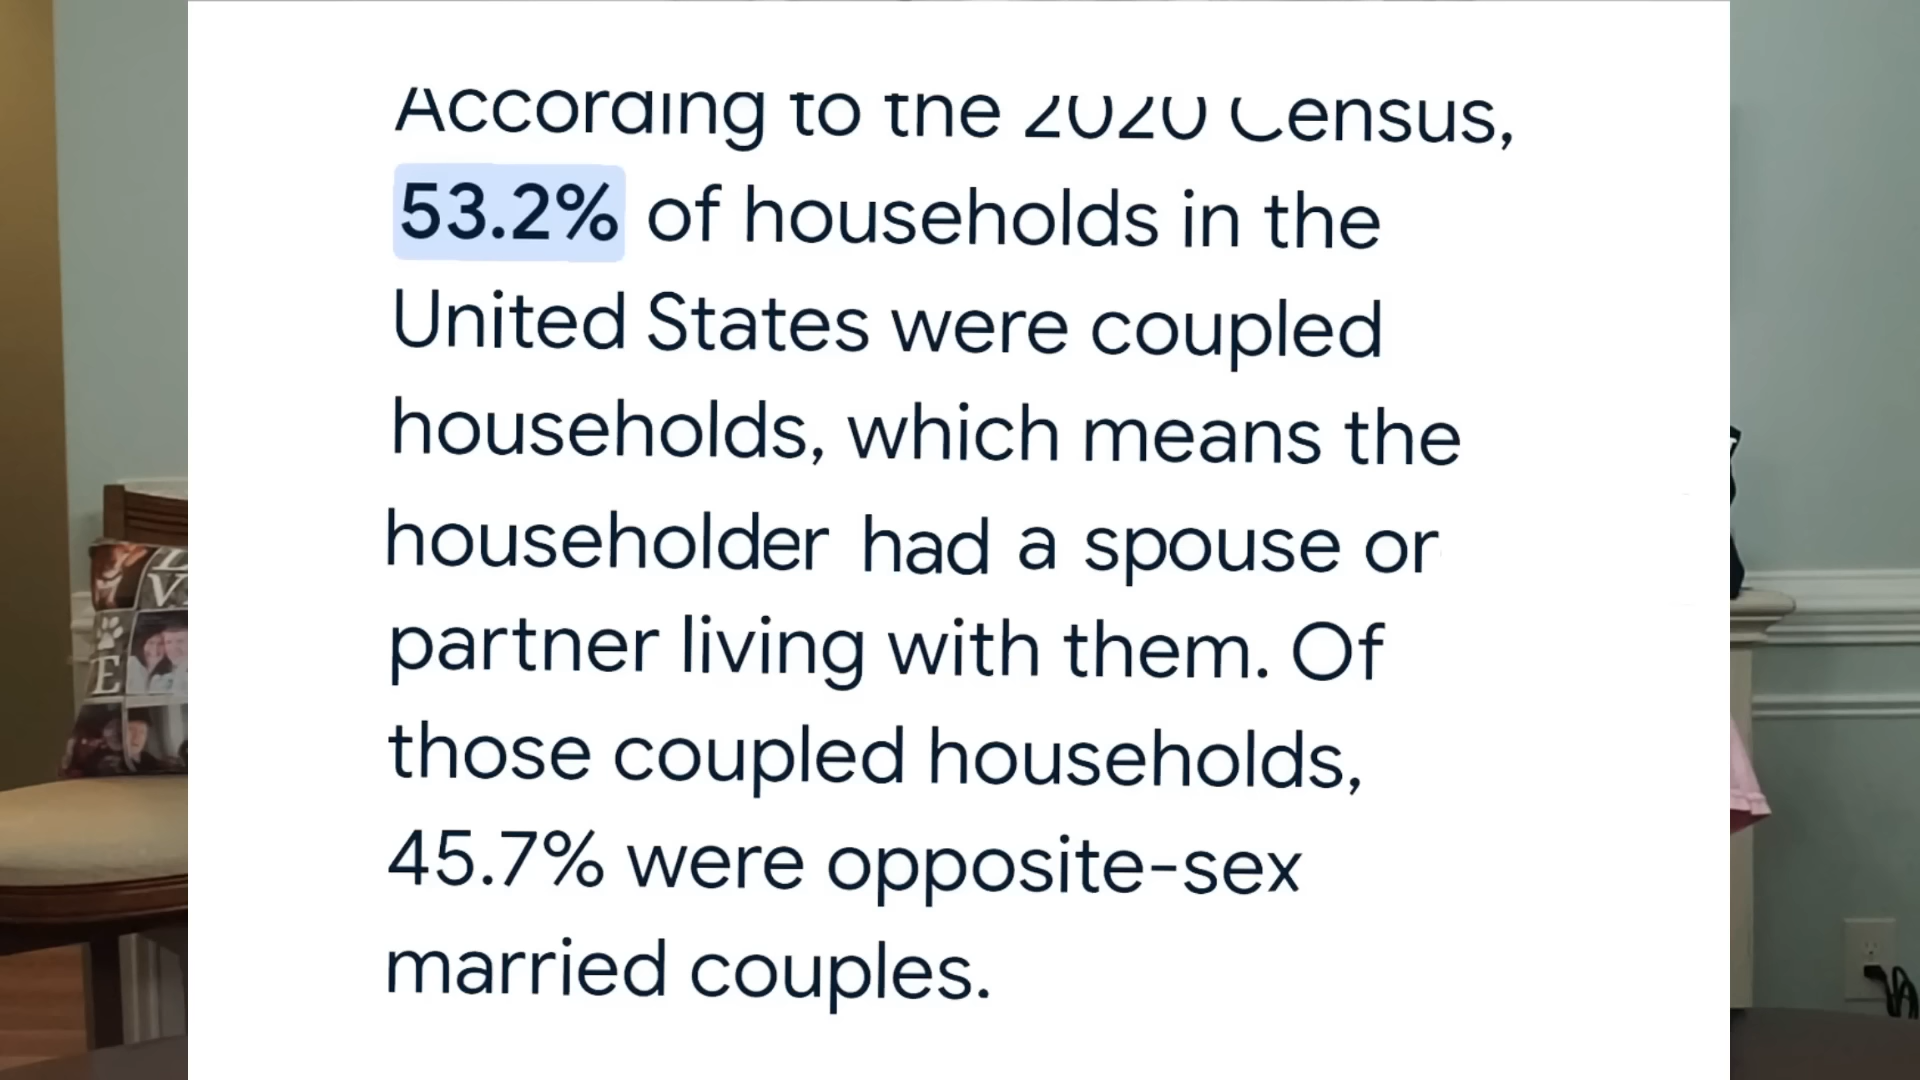 According to the 2020 Census,
53.2% of households in the
United States were coupled
households, which means the
householder had a spouse or
partner living with them. Of
those coupled households,
45.7% were opposite-sex
married couples.
L
V
E